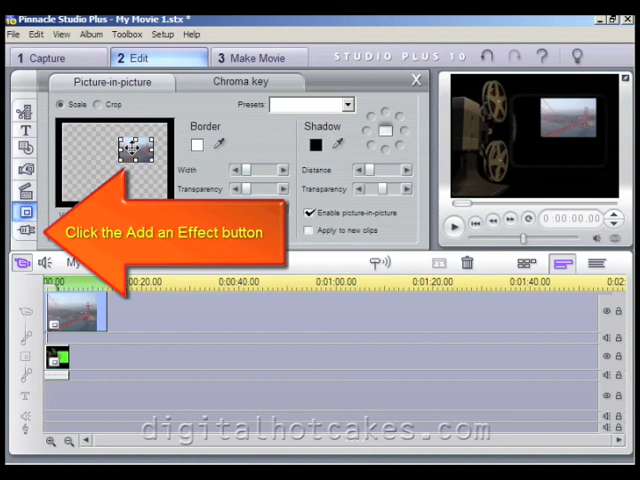 Pinnacle Studio Plus - My Movie 1.stx *
File Edit View Album Toolbox Setup Help
1 Capture 2 Edit 3 Make Movie STUDIO PLUS 10
Picture-in-picture Chroma key
Scale Crop Presets:
Border Shadow
Width Distance
Transparency Transparency
Enable picture-in-picture
Apply to new clips
0:00:00.00
Click the Add an Effect button
My
00.00 0:00:20.00 0:00:40.00 0:01:00.00 0:01:20.00 0:01:40.00 0:02:
digitalhotcakes.com